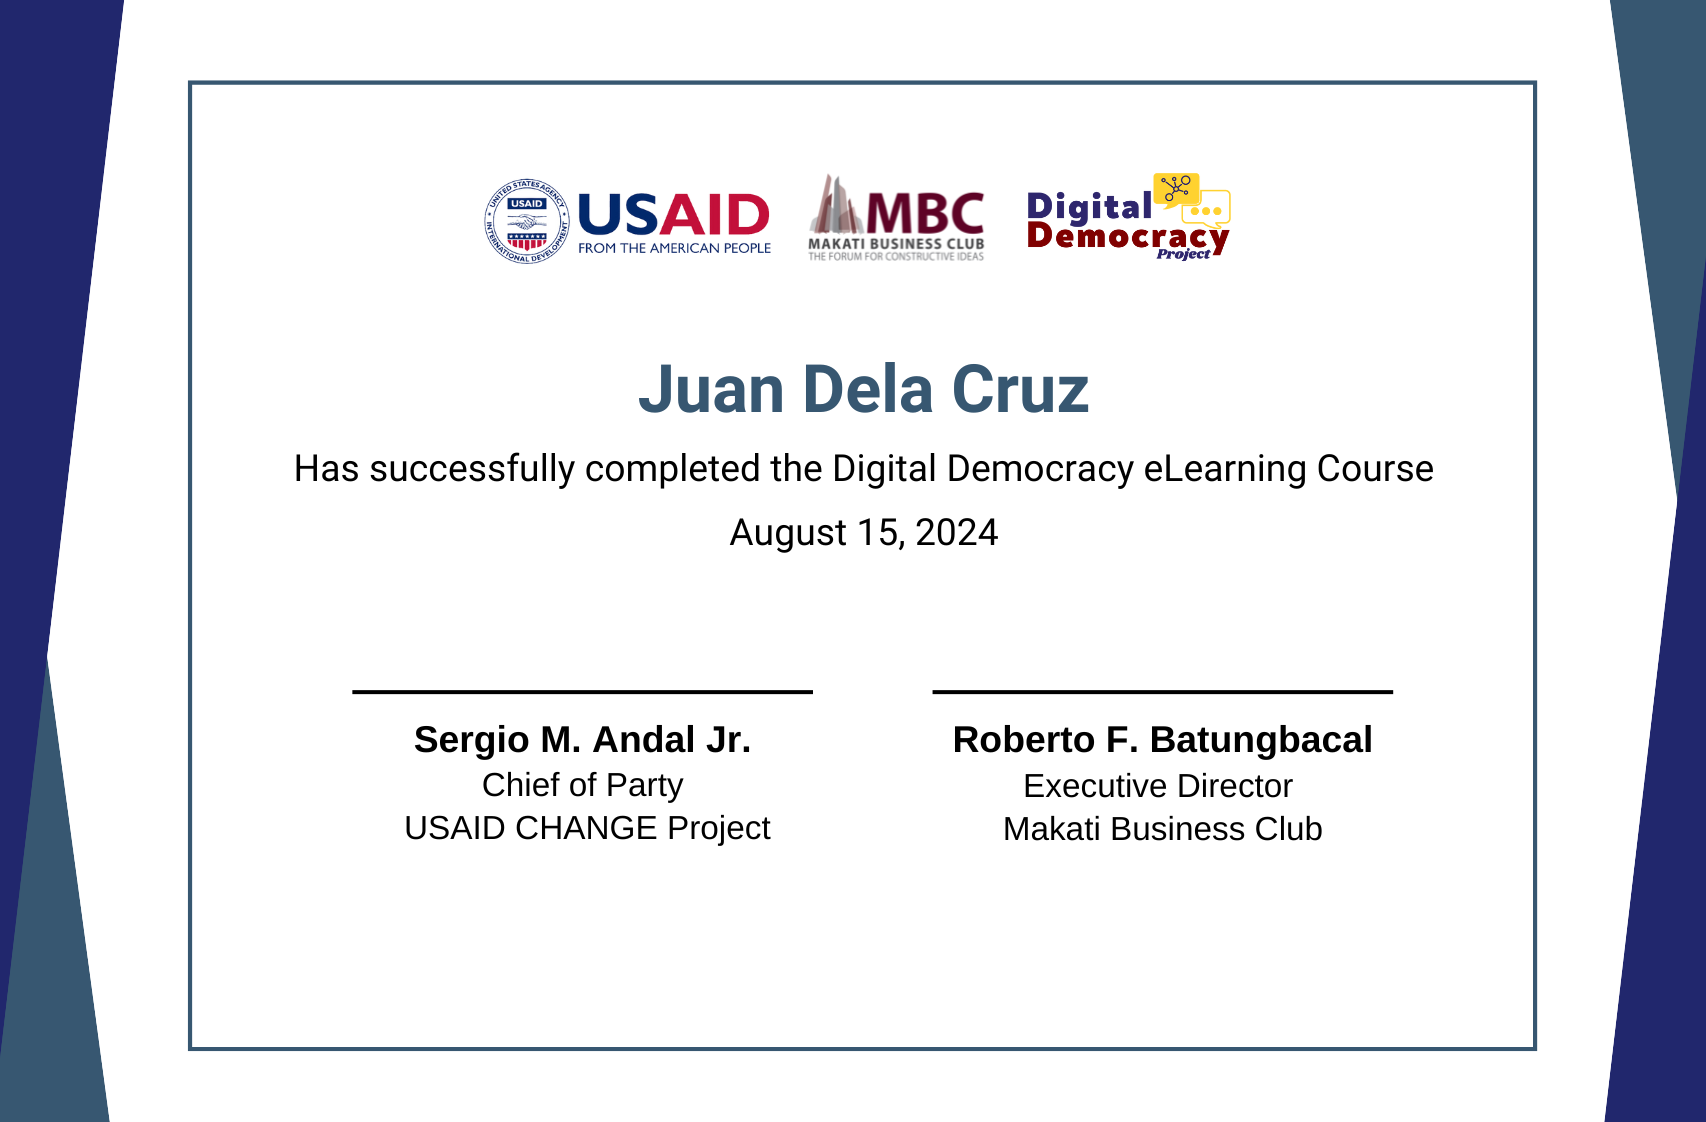 UNITED STATES AGENCY
USAID
INTERNATIONAL DEVELOPMENT
USAID
FROM THE AMERICAN PEOPLE
MBC
MAKATI BUSINESS CLUB
THE FORUM FOR CONSTRUCTIVE IDEAS
Digital
Democracy
Project
Juan Dela Cruz
Has successfully completed the Digital Democracy eLearning Course
August 15, 2024
Sergio M. Andal Jr.
Chief of Party
USAID CHANGE Project
Roberto F. Batungbacal
Executive Director
Makati Business Club